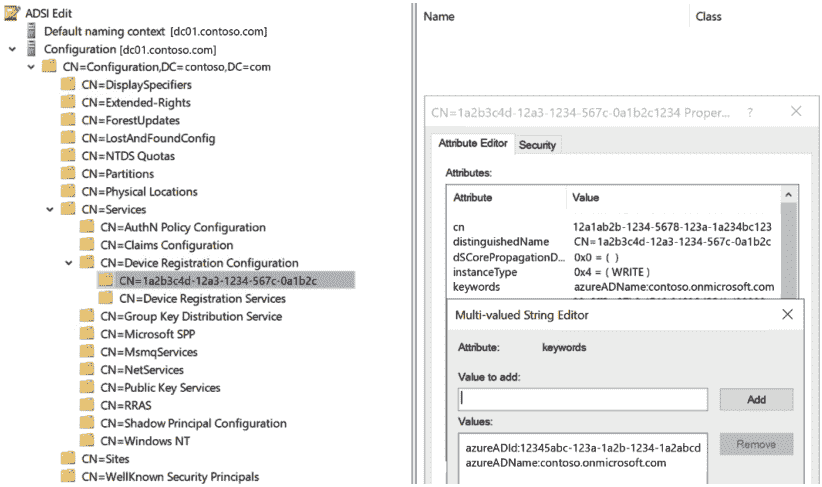 ADSI Edit
Default naming context [dc01.contoso.com]
Configuration [dc01.contoso.com]
CN=Configuration,DC=contoso,DC=com
CN=DisplaySpecifiers
CN=Extended-Rights
CN=ForestUpdates
CN=LostAndFoundConfig
CN=NTDS Quotas
CN=Partitions
CN=Physical Locations
CN=Services
CN=AuthN Policy Configuration
CN=Claims Configuration
CN=Device Registration Configuration
CN=1a2b3c4d-12a3-1234-567c-0a1b2c
CN=Device Registration Services
CN=Group Key Distribution Service
CN=Microsoft SPP
CN=MsmqServices
CN=NetServices
CN=Public Key Services
CN=RRAS
CN=Shadow Principal Configuration
CN=Windows NT
CN=Sites
CN=WellKnown Security Principals
Name Class
CN=1a2b3c4d-12a3-1234-567c-0a1b2c1234 Proper... ?
Attribute Editor Security
Attributes:
Attribute Value
cn 12a1ab2b-1234-5678-123a-1a234bc123
distinguishedName CN=1a2b3c4d-12a3-1234-567c-0a1b2c
dSCorePropagationD... 0x0 = ( )
instanceType 0x4 = ( WRITE )
keywords azureADName:contoso.onmicrosoft.com
Multi-valued String Editor
Attribute: keywords
Value to add:
Add
Values:
azureADId:12345abc-123a-1a2b-1234-1a2abcd
azureADName:contoso.onmicrosoft.com
Remove